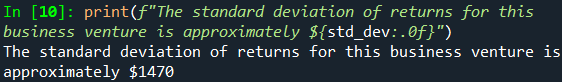 In [10]: print(f"The standard deviation of returns for this
business venture is approximately ${std_dev:.0f}")
The standard deviation of returns for this business venture is
approximately $1470